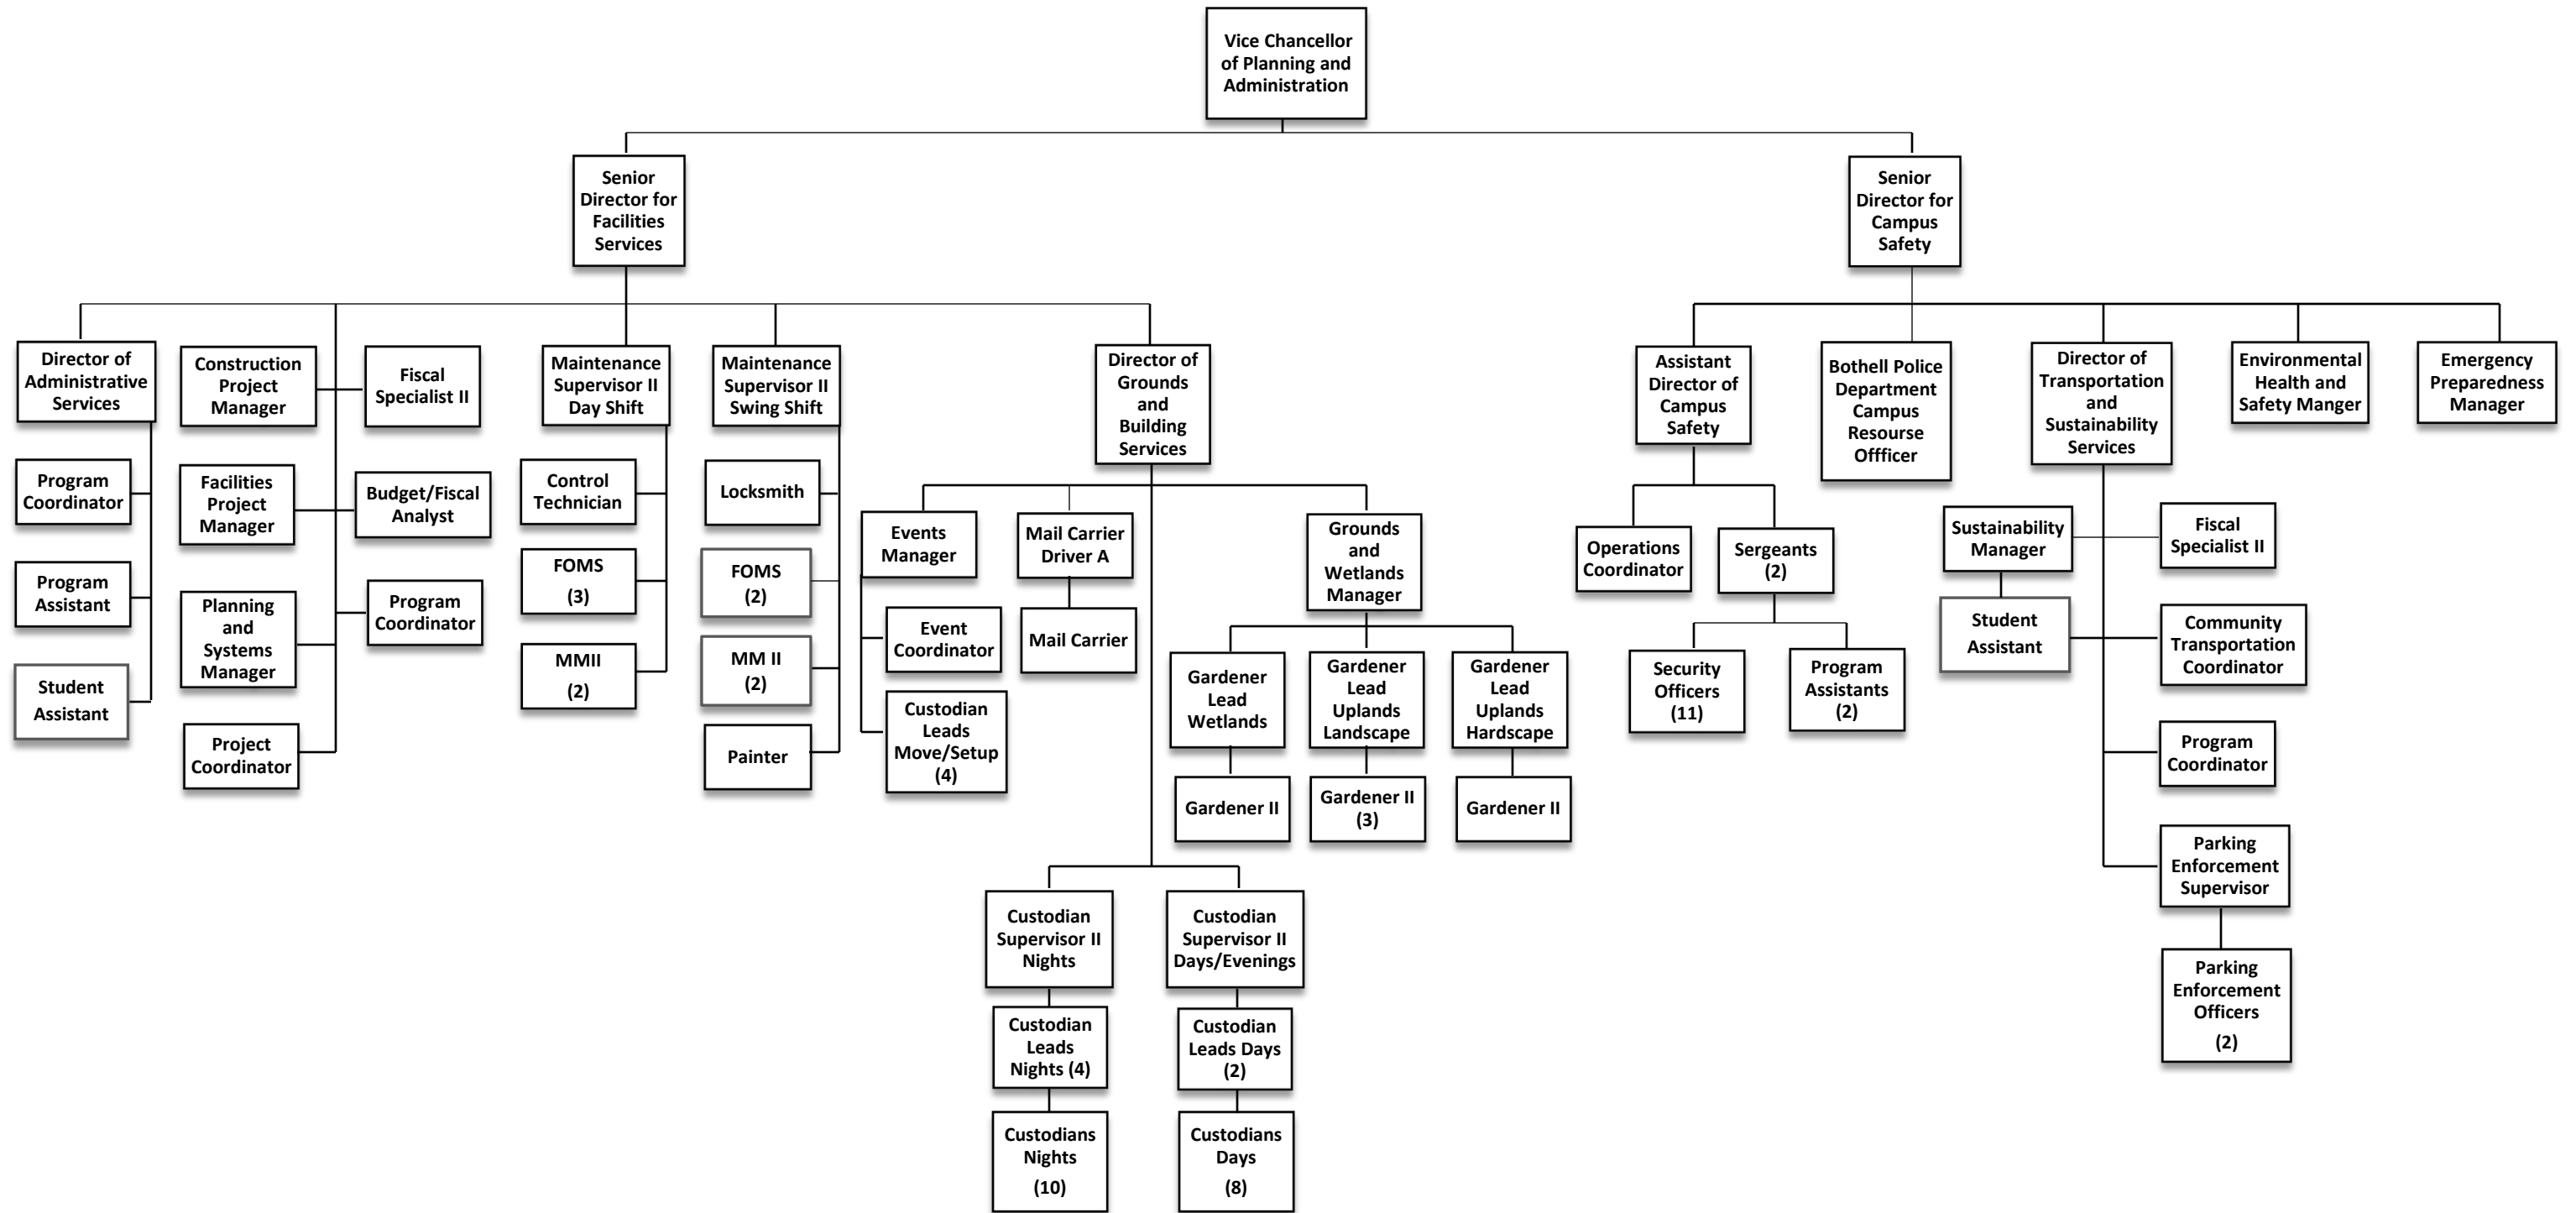 Vice Chancellor
of Planning and
Administration
Senior
Director for
Facilities
Services
Senior
Director for
Campus
Safety
Director of
Administrative
Services
Program
Coordinator
Program
Assistant
Student
Assistant
Construction
Project
Manager
Fiscal
Specialist II
Facilities
Project
Manager
Budget/Fiscal
Analyst
Planning
and
Systems
Manager
Program
Coordinator
Project
Coordinator
Maintenance
Supervisor II
Day Shift
Control
Technician
FOMS
(3)
MMII
(2)
Maintenance
Supervisor II
Swing Shift
Locksmith
FOMS
(2)
MM II
(2)
Painter
Director of
Grounds
and
Building
Services
Events
Manager
Event
Coordinator
Custodian
Leads
Move/Setup
(4)
Mail Carrier
Driver A
Mail Carrier
Grounds
and
Wetlands
Manager
Gardener
Lead
Wetlands
Gardener
Lead
Uplands
Landscape
Gardener
Lead
Uplands
Hardscape
Gardener II
Gardener II
(3)
Gardener II
Custodian
Supervisor II
Nights
Custodian
Leads
Nights (4)
Custodians
Nights
(10)
Custodian
Supervisor II
Days/Evenings
Custodian
Leads Days
(2)
Custodians
Days
(8)
Assistant
Director of
Campus
Safety
Operations
Coordinator
Sergeants
(2)
Security
Officers
(11)
Program
Assistants
(2)
Bothell Police
Department
Campus
Resourse
Offficer
Director of
Transportation
and
Sustainability
Services
Sustainability
Manager
Student
Assistant
Fiscal
Specialist II
Community
Transportation
Coordinator
Program
Coordinator
Parking
Enforcement
Supervisor
Parking
Enforcement
Officers
(2)
Environmental
Health and
Safety Manger
Emergency
Preparedness
Manager